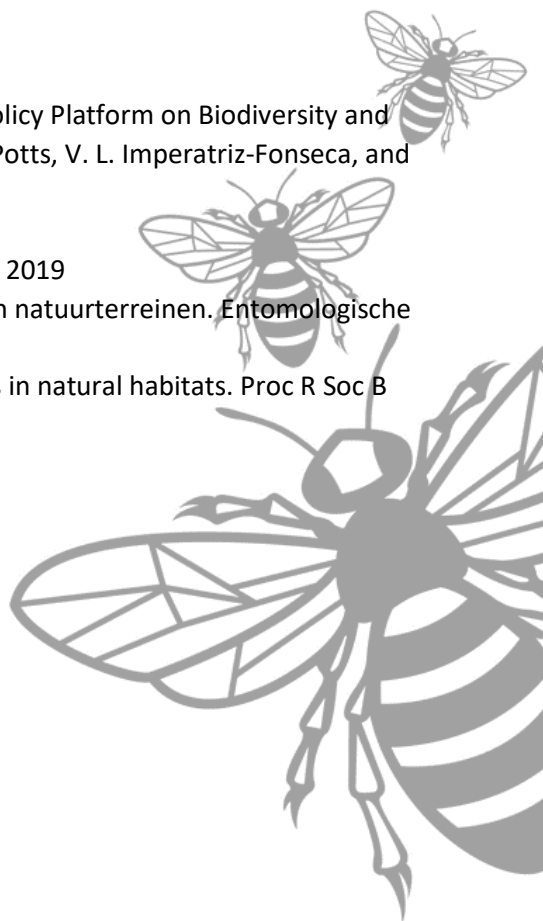 olicy Platform on Biodiversity and
Potts, V. L. Imperatriz-Fonseca, and
2019
n natuurterreinen. Entomologische
s in natural habitats. Proc R Soc B